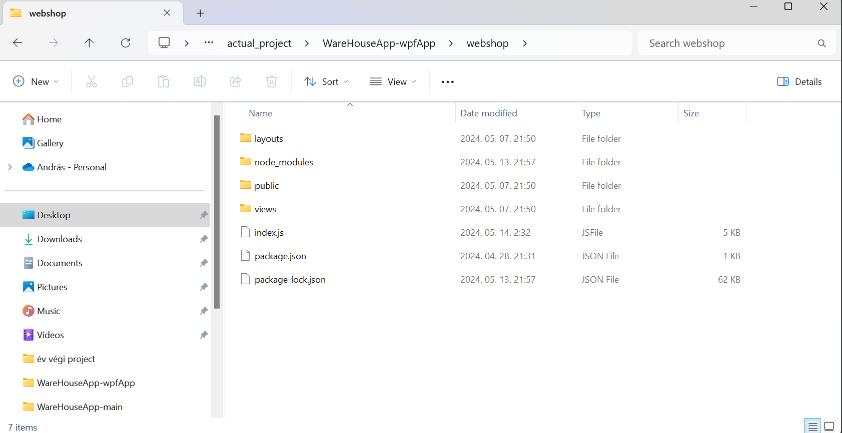 webshop
actual_project > WareHouseApp-wpfApp > webshop >
Search webshop
New
Sort
View
Details
Name Date modified Type Size
Home
Gallery
András - Personal
Desktop
Downloads
Documents
Pictures
Music
Videos
év végi project
WareHouseApp-wpfApp
WareHouseApp-main
layouts 2024. 05. 07. 21:50 File folder
node_modules 2024. 05. 13. 21:57 File folder
public 2024. 05. 07. 21:50 File folder
views 2024. 05. 07. 21:50 File folder
index.js 2024. 05. 14. 2:32 JSFile 5 KB
package.json 2024. 04. 28. 21:31 JSON File 1 KB
package-lock.json 2024. 05. 13. 21:57 JSON File 62 KB
7 items